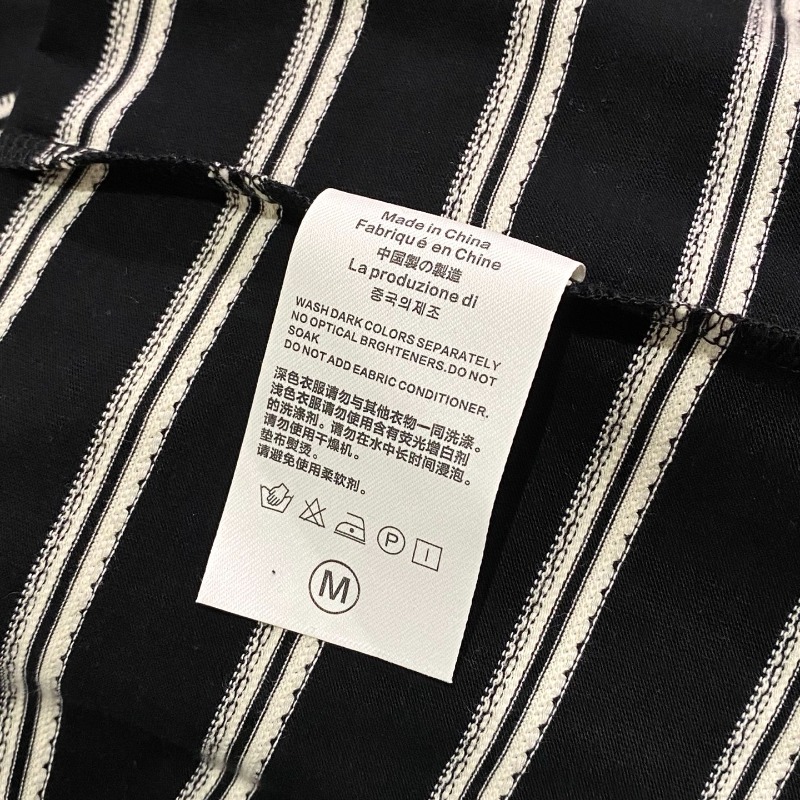 Made in China
Fabriqué en Chine
中国製の製造
La produzione di
중국의제조
WASH DARK COLORS SEPARATELY
NO OPTICAL BRGHTENERS.DO NOT
SOAK
DO NOT ADD EABRIC CONDITIONER.
深色衣服请勿与其他衣物一同洗涤。
浅色衣服请勿使用含有荧光增白剂
的洗涤剂。请勿在水中长时间浸泡。
请勿使用干燥机。
垫布熨烫。
请避免使用柔软剂。
P
M